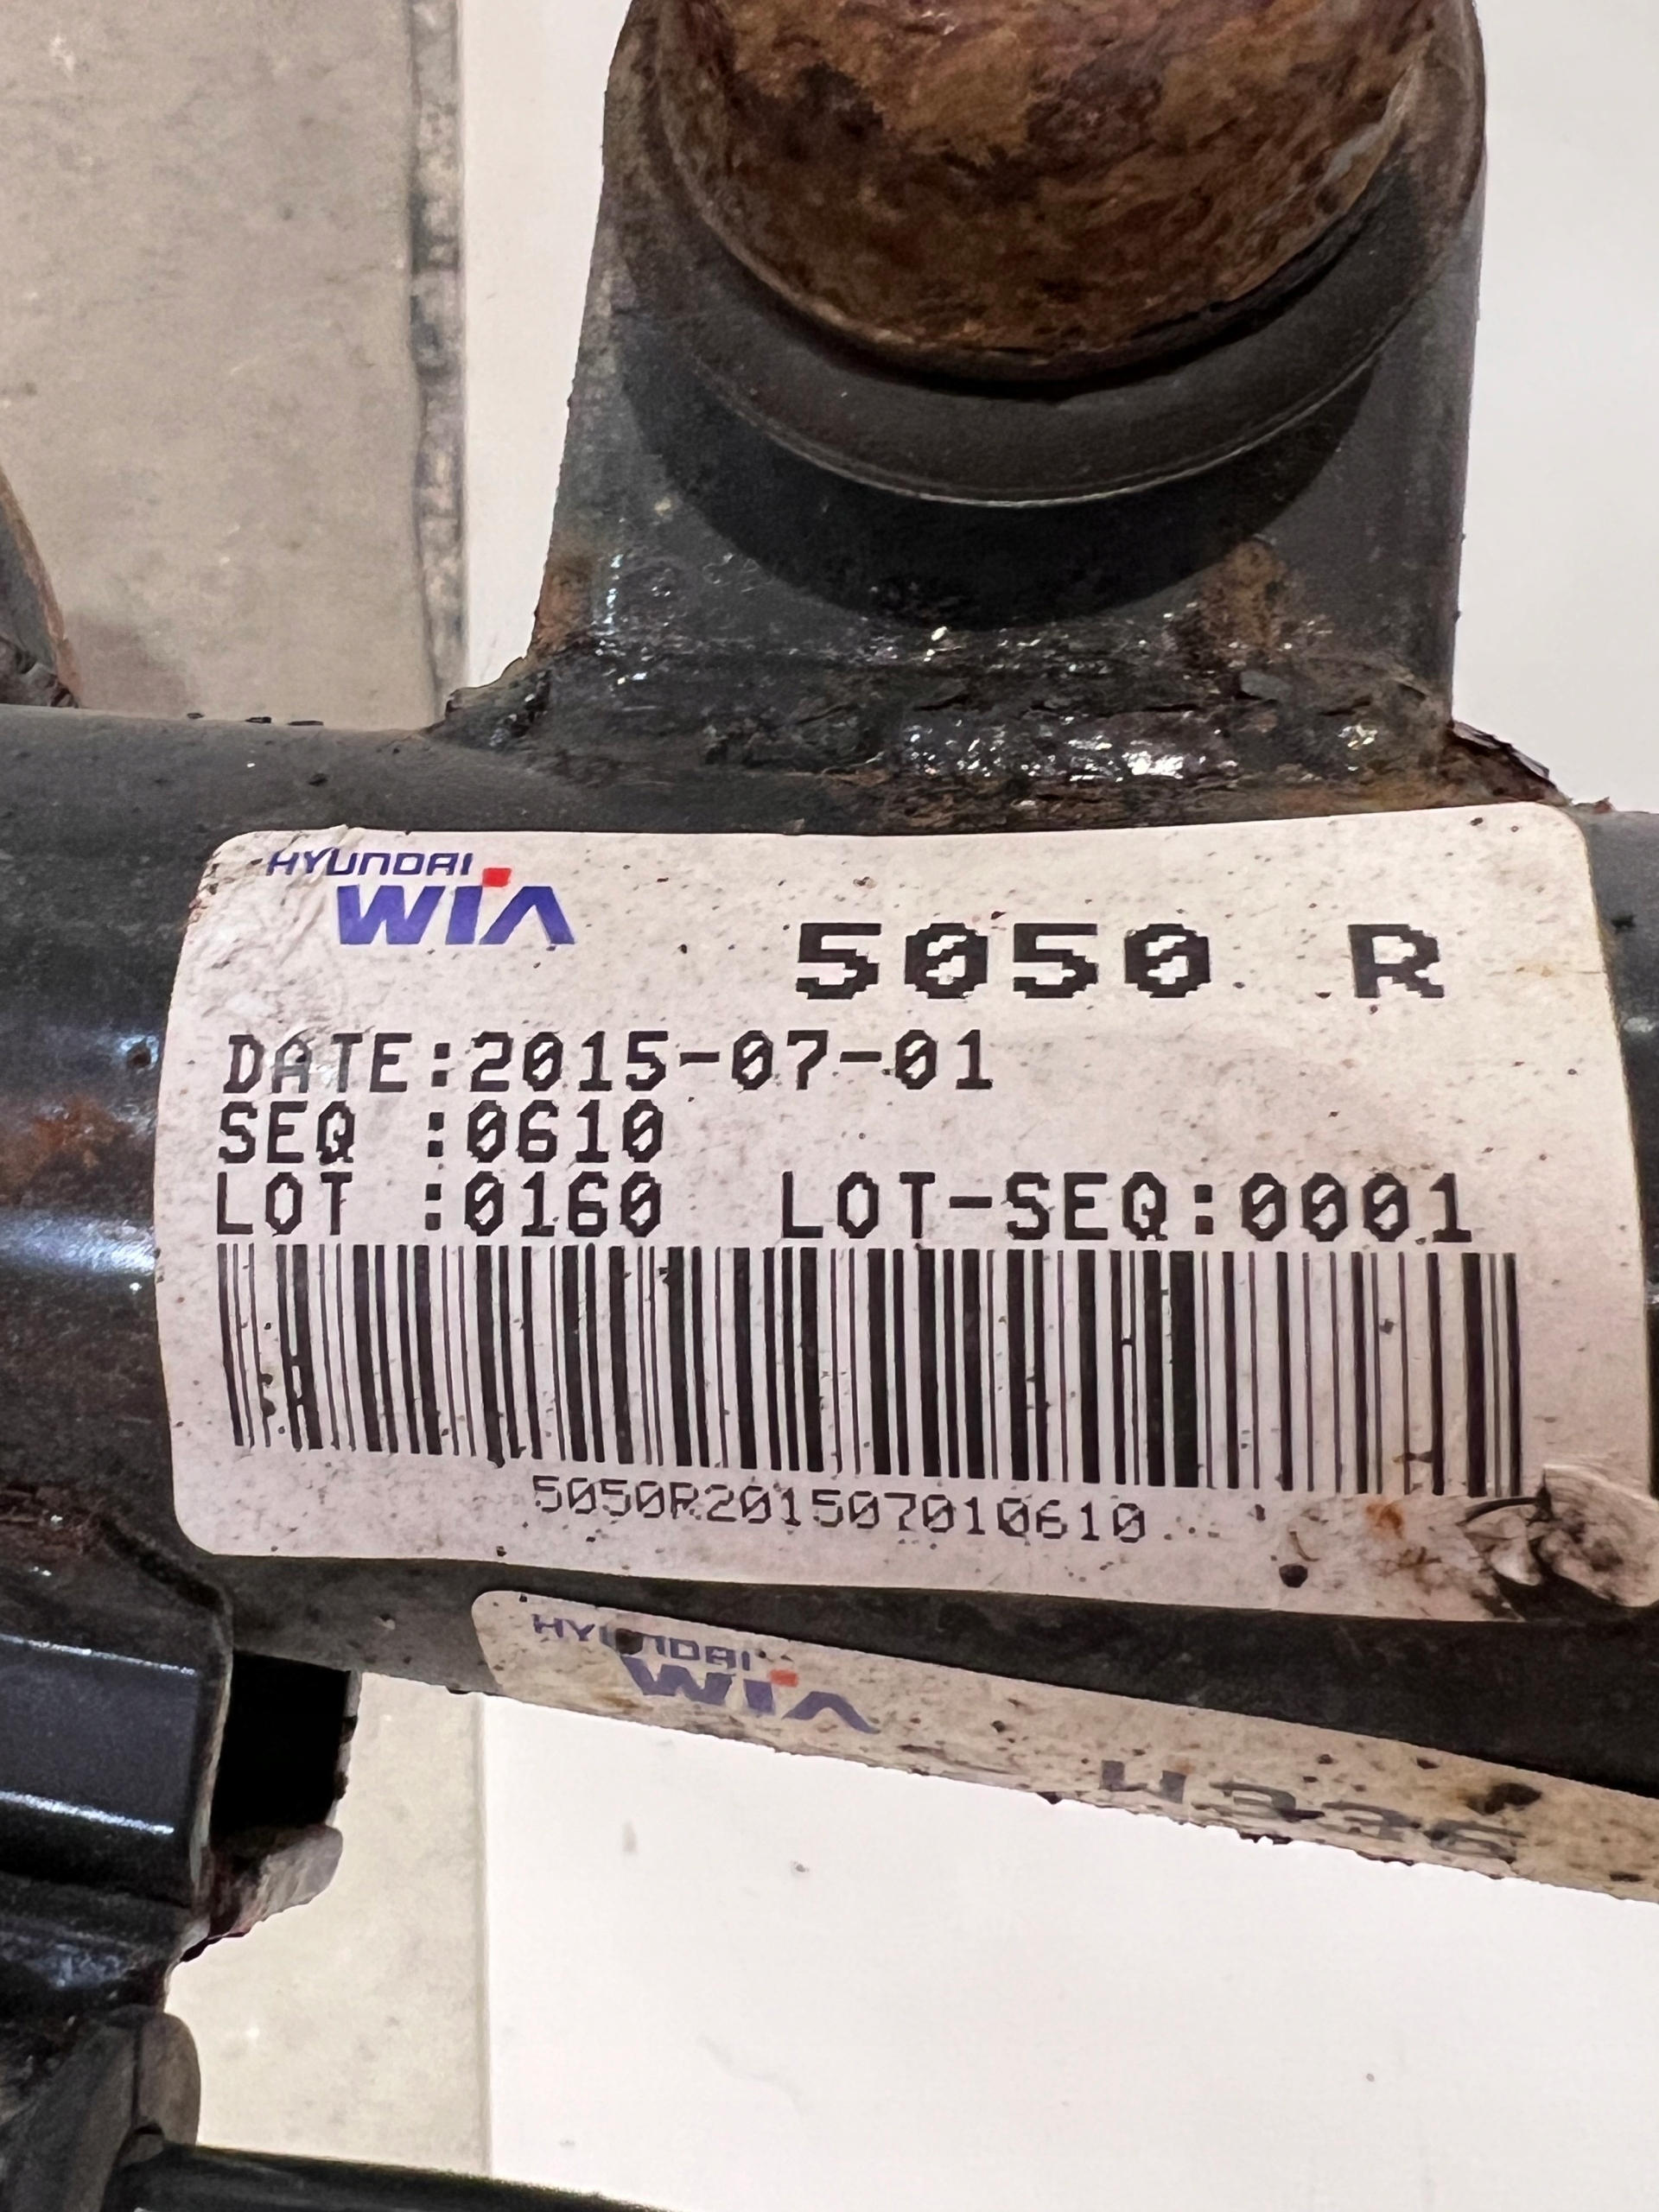 HYUNDAI
WIA
5050 R
DATE:2015-07-01
SEQ :0610
LOT :0160 LOT-SEQ:0001
5050R201507010610
HYUNDAI
WIA